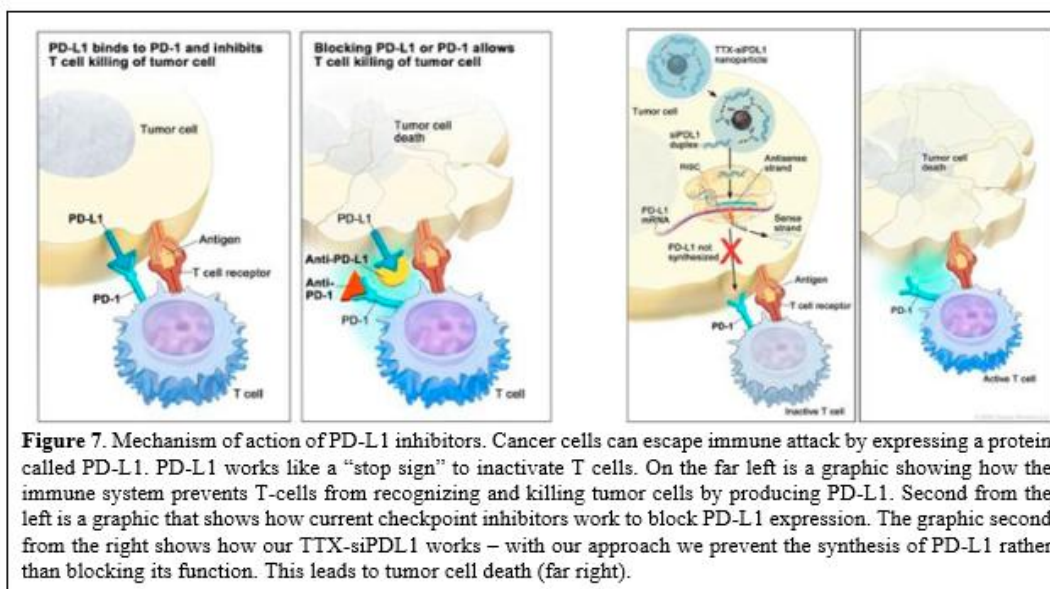 PD-L1 binds to PD-1 and inhibits
T cell killing of tumor cell
Tumor cell
PD-L1
Antigen
T cell receptor
PD-1
T cell
Blocking PD-L1 or PD-1 allows
T cell killing of tumor cell
Tumor cell
death
PD-L1
Anti-PD-L1
Anti-
PD-1
PD-1
T cell
TTX-siPDL1
nanoparticle
Tumor cell
siPDL1
duplex
Antisense
strand
RISC
PD-L1
mRNA
Sense
strand
PD-L1 not
synthesized
Antigen
T cell receptor
PD-1
Inactive T cell
Tumor cell
death
PD-1
Active T cell
Figure 7. Mechanism of action of PD-L1 inhibitors. Cancer cells can escape immune attack by expressing a protein
called PD-L1. PD-L1 works like a “stop sign” to inactivate T cells. On the far left is a graphic showing how the
immune system prevents T-cells from recognizing and killing tumor cells by producing PD-L1. Second from the
left is a graphic that shows how current checkpoint inhibitors work to block PD-L1 expression. The graphic second
from the right shows how our TTX-siPDL1 works – with our approach we prevent the synthesis of PD-L1 rather
than blocking its function. This leads to tumor cell death (far right).